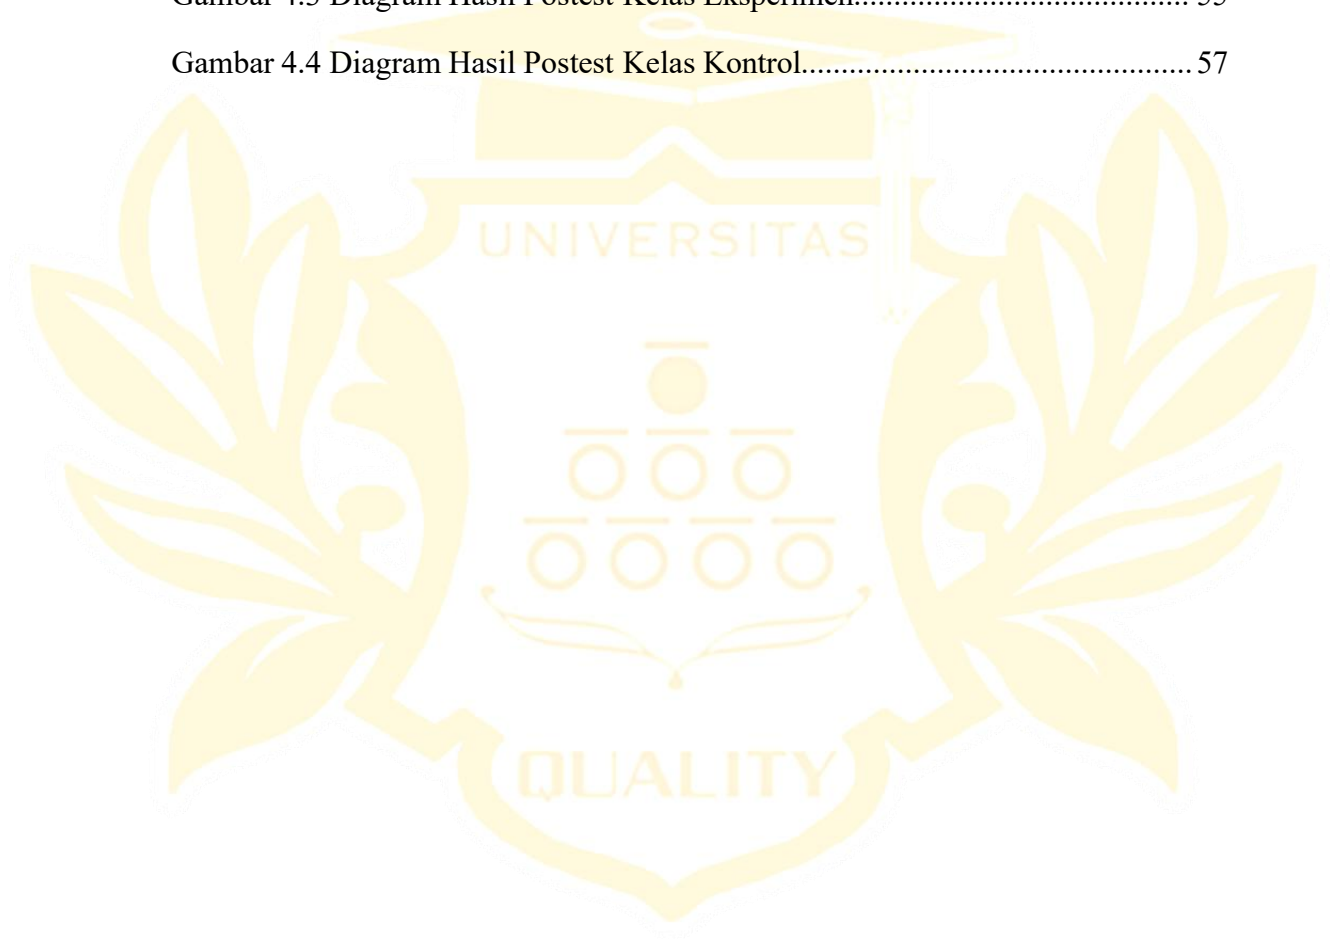 Gambar 4.3 Diagram Hasil Postest Kelas Eksperimen......................................... 55
Gambar 4.4 Diagram Hasil Postest Kelas Kontrol................................................ 57
UNIVERSITAS
QUALITY